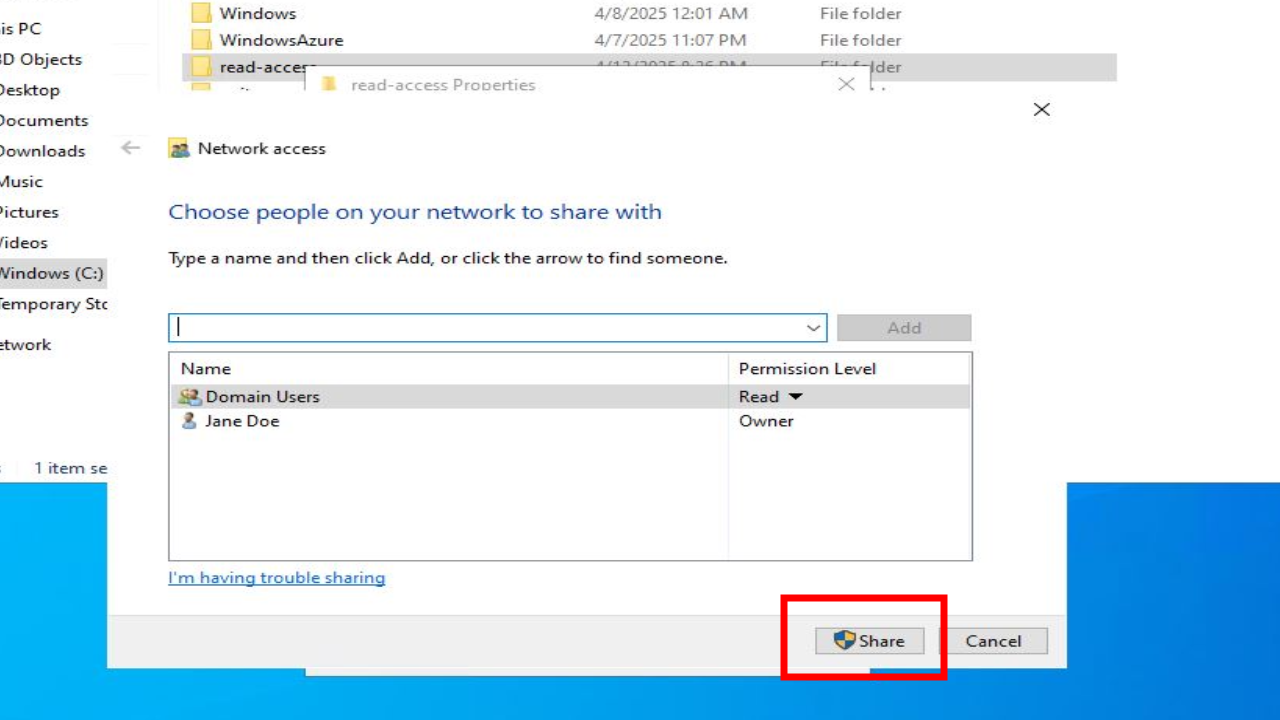 Windows 4/8/2025 12:01 AM File folder
is PC
WindowsAzure 4/7/2025 11:07 PM File folder
D Objects
read-access
read-access Properties
Desktop
Documents
Downloads
Network access
Music
Pictures
Choose people on your network to share with
Videos
Type a name and then click Add, or click the arrow to find someone.
Windows (C:)
Temporary Sto
Add
etwork
Name Permission Level
Domain Users Read
Jane Doe Owner
1 item se
I'm having trouble sharing
Share Cancel